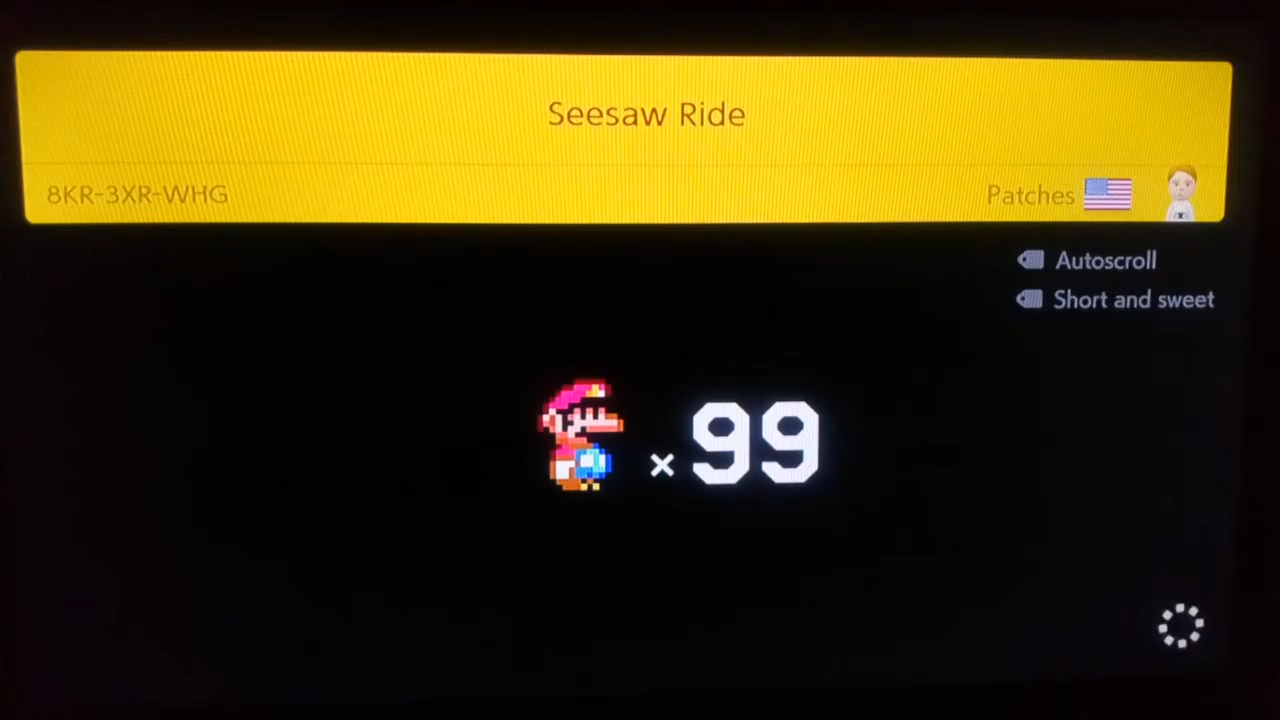 Seesaw Ride
8KR-3XR-WHG
Patches
Autoscroll
Short and sweet
×99